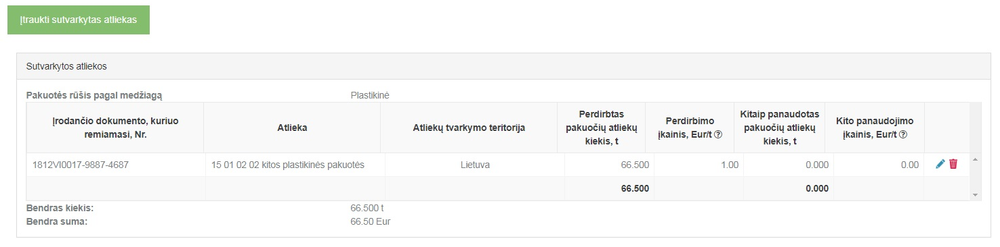 Įtraukti sutvarkytas atliekas
Sutvarkytos atliekos
Pakuotės rūšis pagal medžiagą Plastikinė
Įrodančio dokumento, kuriuo
remiamasi, Nr.
Atlieka
Atliekų tvarkymo teritorija
Perdirbtas
pakuočių atliekų
kiekis, t
Perdirbimo
įkainis, Eur/t
Kitaip panaudotas
pakuočių atliekų
kiekis, t
Kito panaudojimo
įkainis, Eur/t
1812VI0017-9887-4687 15 01 02 02 kitos plastikinės pakuotės Lietuva 66.500 1.00 0.000 0.00
66.500 0.000
Bendras kiekis: 66.500 t
Bendra suma: 66.50 Eur